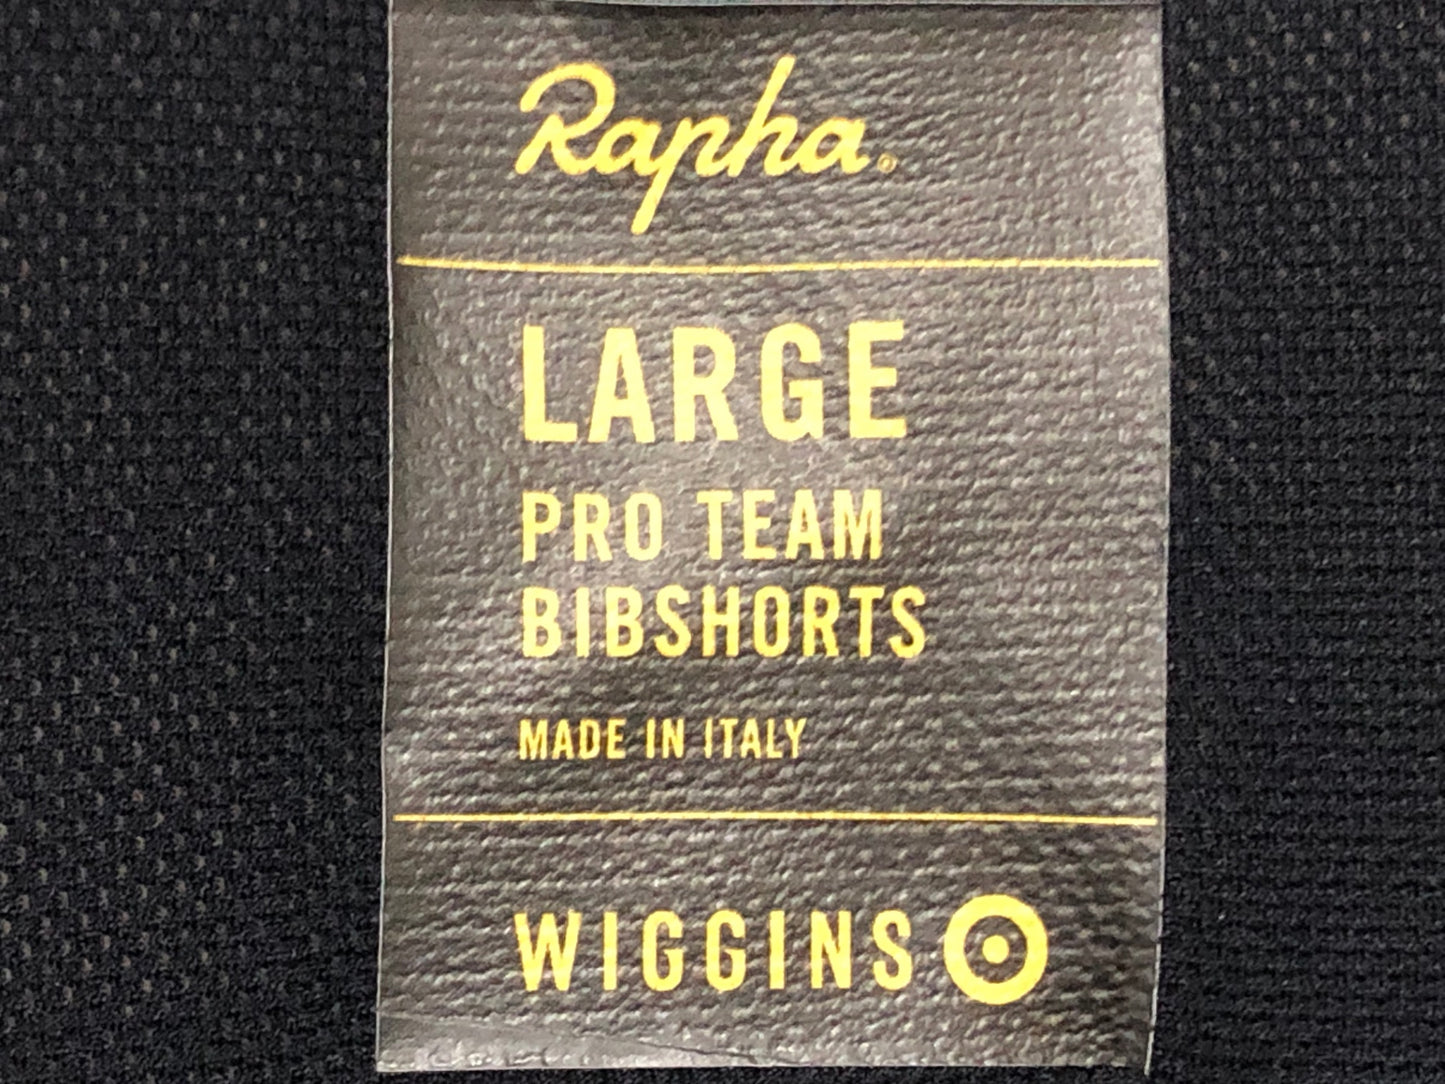 Rapha®
LARGE
PRO TEAM
BIBSHORTS
MADE IN ITALY
WIGGINS